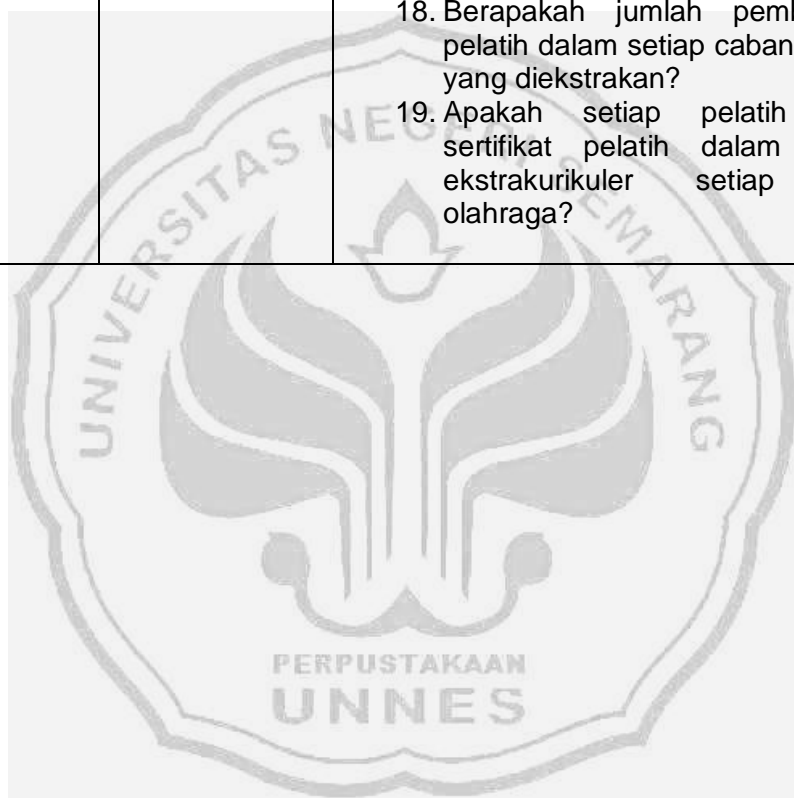 18. Berapakah jumlah
pelatih dalam setiap
yang diekstrakan?
19. Apakah setiap pelatih
sertifikat pelatih dalam
ekstrakurikuler setiap
olahraga?
UNIVERSITAS NEGERI SEMARANG
PERPUSTAKAAN
UNNES